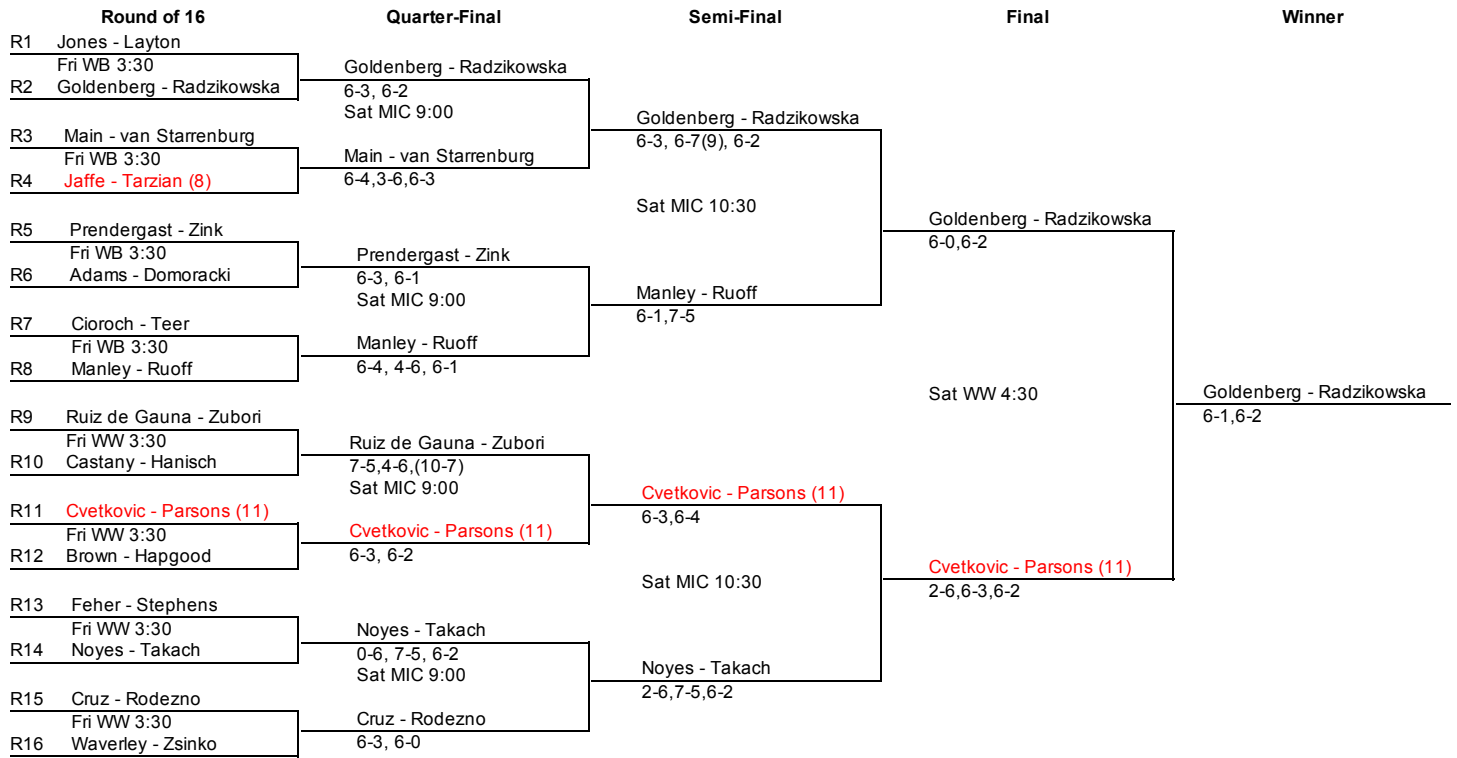 Round of 16
Quarter-Final
Semi-Final
Final
Winner
R1 Jones - Layton
Fri WB 3:30
R2 Goldenberg - Radzikowska
R3 Main - van Starrenburg
Fri WB 3:30
R4 Jaffe - Tarzian (8)
R5 Prendergast - Zink
Fri WB 3:30
R6 Adams - Domoracki
R7 Cioroch - Teer
Fri WB 3:30
R8 Manley - Ruoff
R9 Ruiz de Gauna - Zubori
Fri WW 3:30
R10 Castany - Hanisch
R11 Cvetkovic - Parsons (11)
Fri WW 3:30
R12 Brown - Hapgood
R13 Feher - Stephens
Fri WW 3:30
R14 Noyes - Takach
R15 Cruz - Rodezno
Fri WW 3:30
R16 Waverley - Zsinko
Goldenberg - Radzikowska
6-3, 6-2
Sat MIC 9:00
Main - van Starrenburg
6-4,3-6,6-3
Prendergast - Zink
6-3, 6-1
Sat MIC 9:00
Manley - Ruoff
6-4, 4-6, 6-1
Ruiz de Gauna - Zubori
7-5,4-6,(10-7)
Sat MIC 9:00
Cvetkovic - Parsons (11)
6-3, 6-2
Noyes - Takach
0-6, 7-5, 6-2
Sat MIC 9:00
Cruz - Rodezno
6-3, 6-0
Goldenberg - Radzikowska
6-3, 6-7(9), 6-2
Sat MIC 10:30
Manley - Ruoff
6-1,7-5
Cvetkovic - Parsons (11)
6-3,6-4
Sat MIC 10:30
Noyes - Takach
2-6,7-5,6-2
Goldenberg - Radzikowska
6-0,6-2
Sat WW 4:30
Cvetkovic - Parsons (11)
2-6,6-3,6-2
Goldenberg - Radzikowska
6-1,6-2